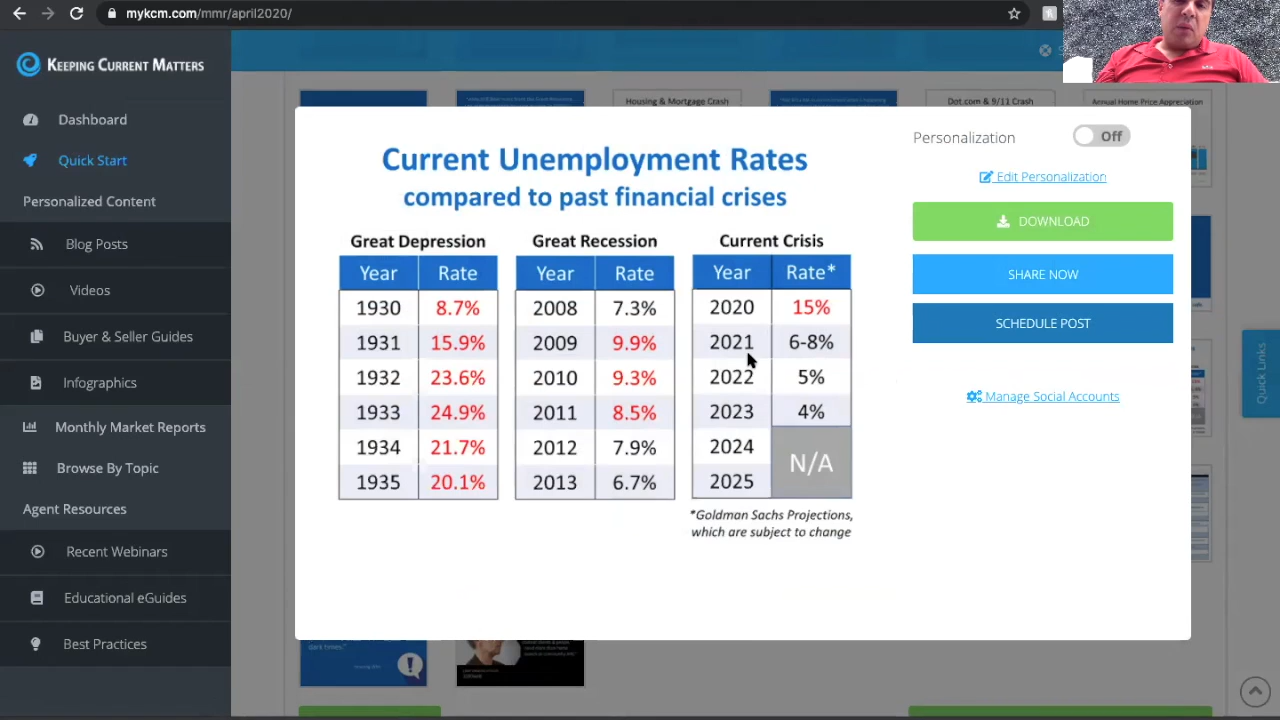 mykcm.com/mmr/april2020/
KEEPING CURRENT MATTERS
Dashboard
Quick Start
Personalized Content
Blog Posts
Videos
Buyer & Seller Guides
Infographics
Monthly Market Reports
Browse By Topic
Agent Resources
Recent Webinars
Educational eGuides
Best Practices
Housing & Mortgage Crash
Dot.com & 9/11 Crash
Annual Home Price Appreciation
Current Unemployment Rates
compared to past financial crises
Great Depression
Year Rate
1930 8.7%
1931 15.9%
1932 23.6%
1933 24.9%
1934 21.7%
1935 20.1%
Great Recession
Year Rate
2008 7.3%
2009 9.9%
2010 9.3%
2011 8.5%
2012 7.9%
2013 6.7%
Current Crisis
Year Rate*
2020 15%
2021 6-8%
2022 5%
2023 4%
2024
2025
N/A
*Goldman Sachs Projections,
which are subject to change
Personalization Off
Edit Personalization
DOWNLOAD
SHARE NOW
SCHEDULE POST
Manage Social Accounts
Quick Links
dark times."